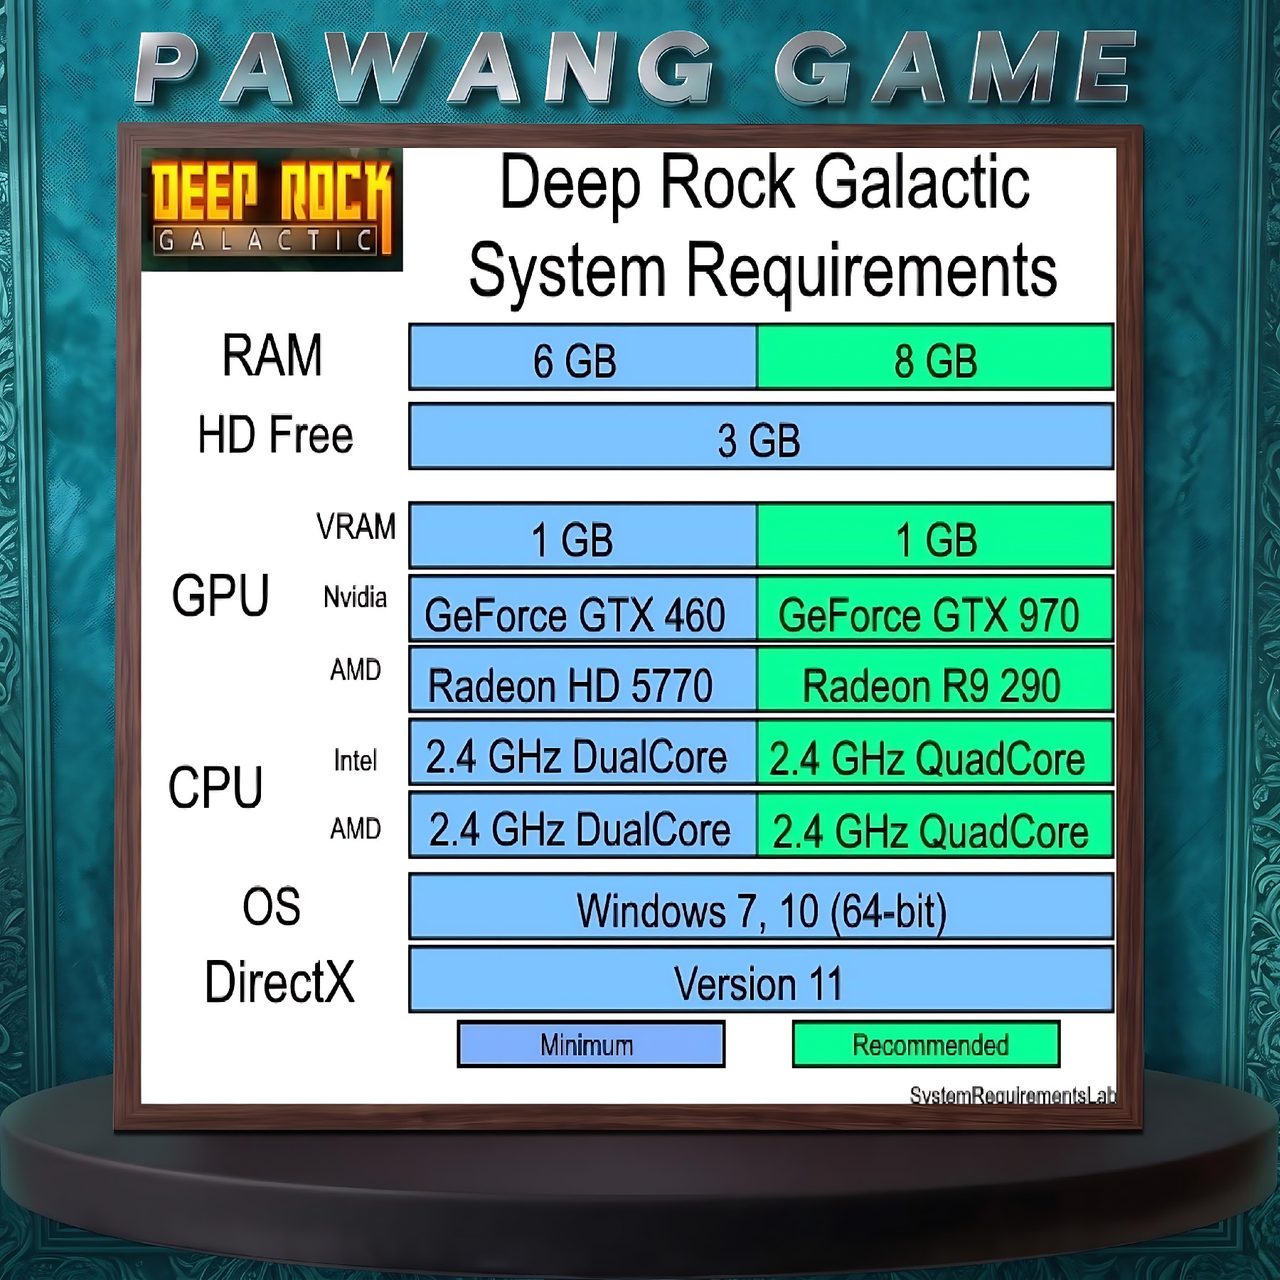 PAWANG GAME
DEEP ROCK
GALACTIC
Deep Rock Galactic
System Requirements
RAM 6 GB 8 GB
HD Free 3 GB
VRAM 1 GB 1 GB
GPU Nvidia GeForce GTX 460 GeForce GTX 970
AMD Radeon HD 5770 Radeon R9 290
Intel 2.4 GHz DualCore 2.4 GHz QuadCore
CPU
AMD 2.4 GHz DualCore 2.4 GHz QuadCore
OS Windows 7, 10 (64-bit)
DirectX Version 11
Minimum Recommended
SystemRequirementsLab